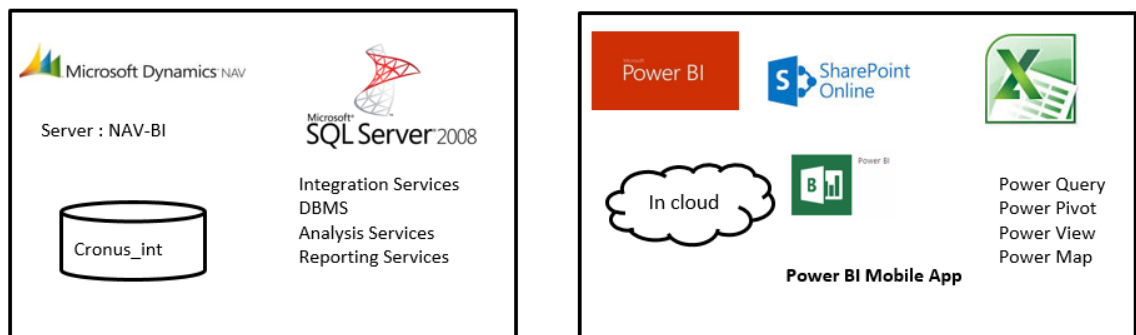 Microsoft Dynamics NAV
Server : NAV-BI
Cronus_int
Microsoft®
SQL Server® 2008
Integration Services
DBMS
Analysis Services
Reporting Services
Microsoft
Power BI
S
SharePoint
Online
X
In cloud
B
Power BI
Power BI Mobile App
Power Query
Power Pivot
Power View
Power Map